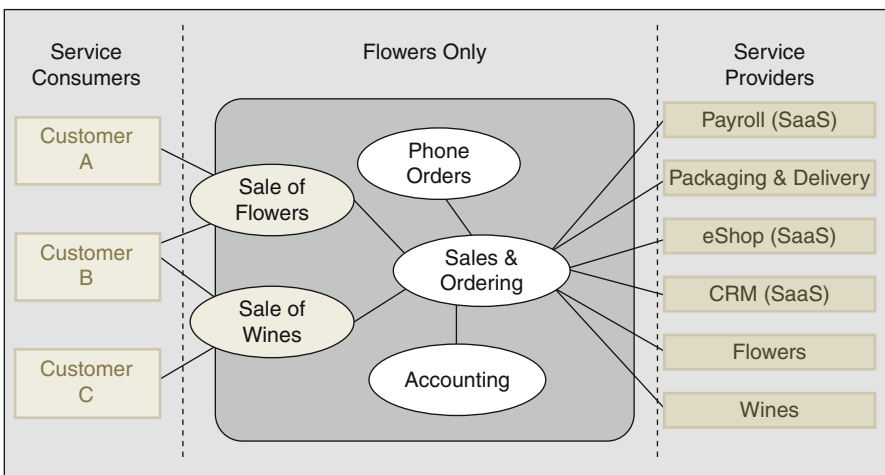 Service
Consumers
Flowers Only
Service
Providers
Customer
A
Customer
B
Customer
C
Sale of
Flowers
Sale of
Wines
Phone
Orders
Sales &
Ordering
Accounting
Payroll (SaaS)
Packaging & Delivery
eShop (SaaS)
CRM (SaaS)
Flowers
Wines